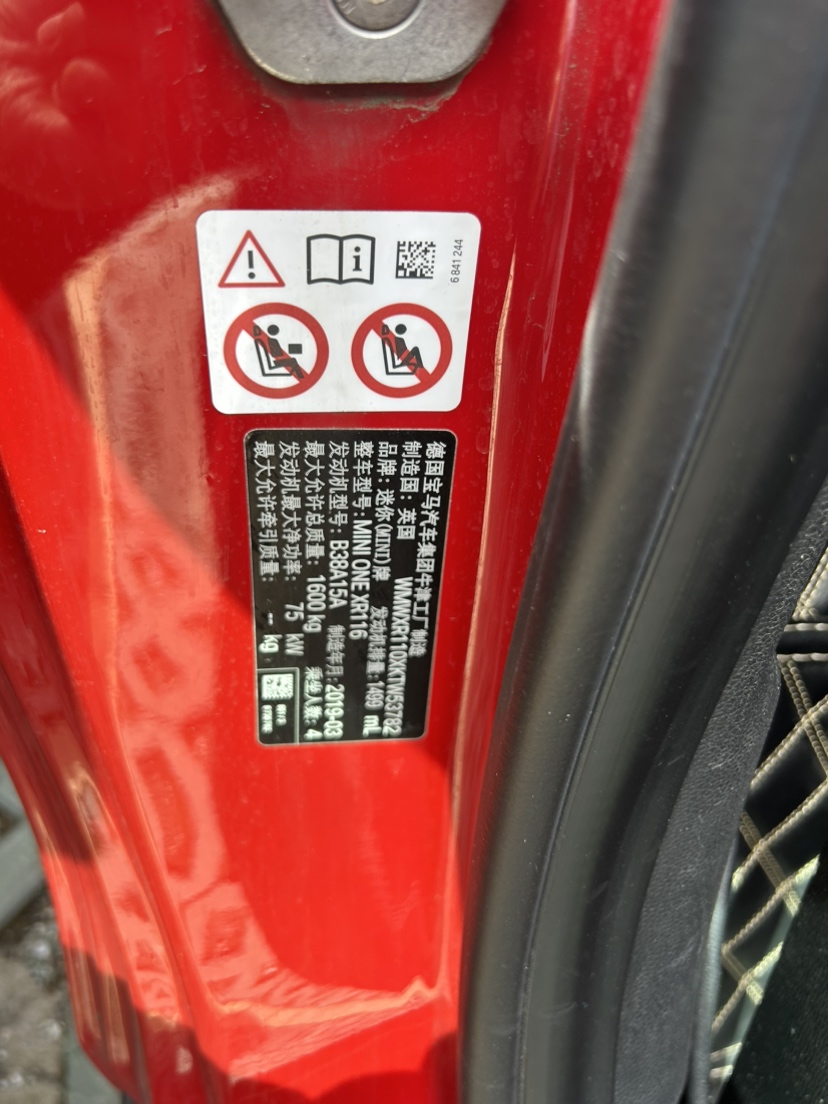 6 841 244
德国宝马汽车集团牛津工厂制造
制造国：英国 WMWXR110XK1W53782
品牌：迷你(MINI)牌 发动机排量：1499 mL
整车型号：MINI ONE XR116
发动机型号：B38A15A 制造年月：2019-03
最大允许总质量：1600 kg 乘坐人数：4
发动机最大净功率：75 kW
最大允许牵引质量：-- kg